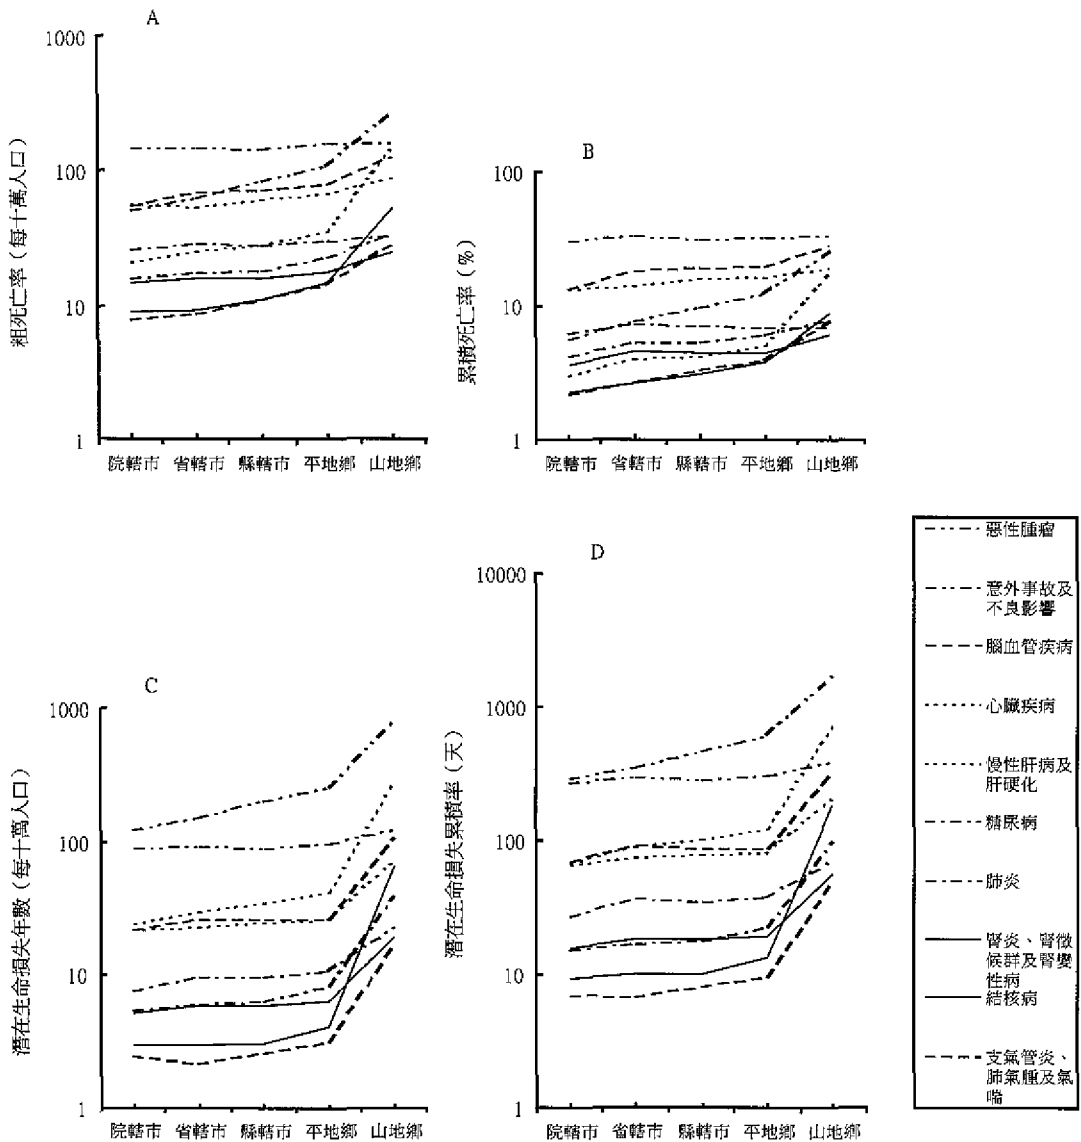 A
1000
100
10
1
粗死亡率（每十萬人口）
院轄市 省轄市 縣轄市 平地鄉 山地鄉
B
100
10
1
累積死亡率（%）
院轄市 省轄市 縣轄市 平地鄉 山地鄉
C
1000
100
10
1
潛在生命損失年數（每十萬人口）
院轄市 省轄市 縣轄市 平地鄉 山地鄉
D
10000
1000
100
10
1
潛在生命損失累積率（天）
院轄市 省轄市 縣轄市 平地鄉 山地鄉
惡性腫瘤
意外事故及
不良影響
腦血管疾病
心臟疾病
慢性肝病及
肝硬化
糖尿病
肺炎
腎炎、腎徵
候群及腎變
性病
結核病
支氣管炎、
肺氣腫及氣
喘